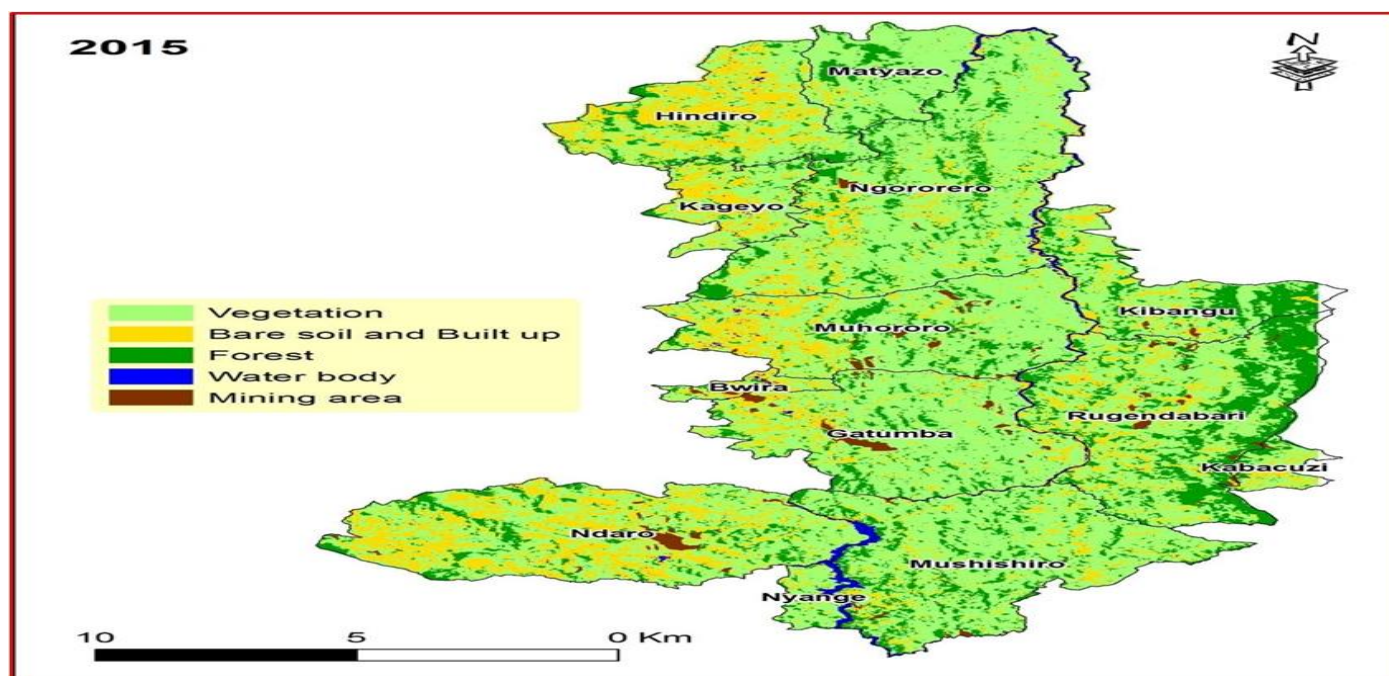 2015
N
Matyazo
Hindiro
Ngororero
Kageyo
Vegetation
Bare soil and Built up
Forest
Water body
Mining area
Kibangu
Muhororo
Bwira
Rugendabari
Gatumba
Kabacuzi
Ndaro
Mushishiro
Nyange
10 5 0 Km